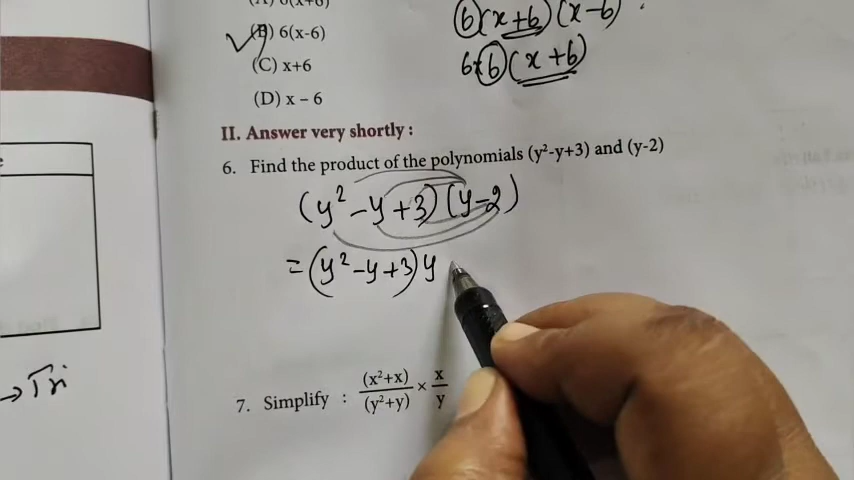 (B) 6(x-6)
(C) x+6
(D) x – 6
(6)(x+6)(x-6)
6×6(x+6)
II. Answer very shortly :
6. Find the product of the polynomials (y²-y+3) and (y-2)
(y²-y+3)(y-2)
=(y²-y+3)y
7. Simplify : (x²+x)/(y²+y) × x/y
→Tri